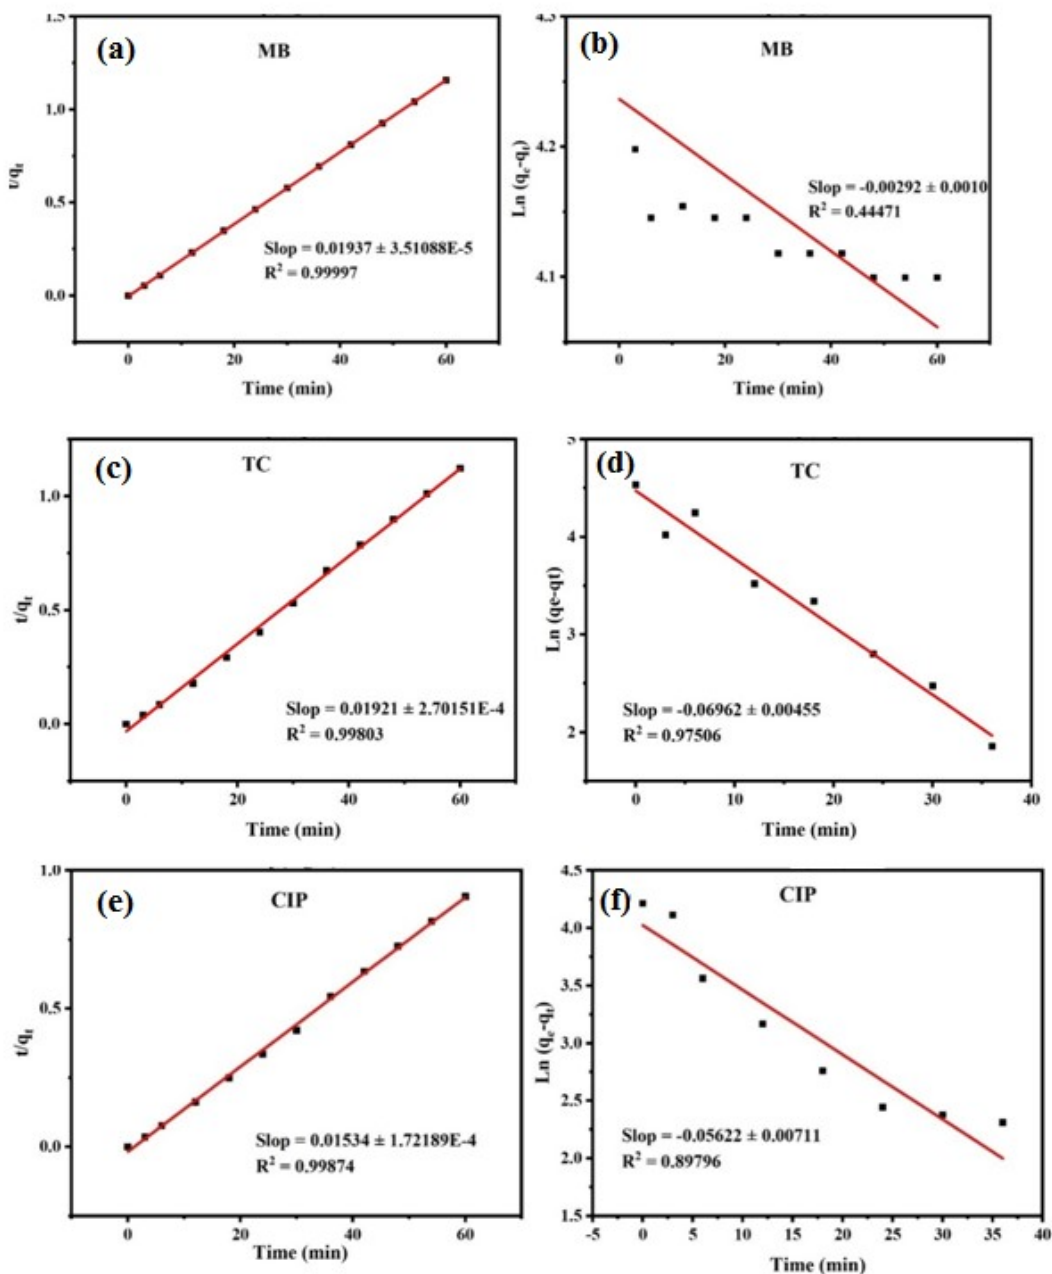 (a)
MB
1.5
1.0
0.5
0.0
t/qt
Slop = 0.01937 ± 3.51088E-5
R2 = 0.99997
0
20
40
60
Time (min)
(b)
MB
4.3
4.2
4.1
Ln (qe-qt)
Slop = -0.00292 ± 0.0010
R2 = 0.44471
0
20
40
60
Time (min)
(c)
TC
1.0
0.5
0.0
t/qt
Slop = 0.01921 ± 2.70151E-4
R2 = 0.99803
0
20
40
60
Time (min)
(d)
TC
5
4
3
2
Ln (qe-qt)
Slop = -0.06962 ± 0.00455
R2 = 0.97506
0
10
20
30
40
Time (min)
(e)
CIP
1.0
0.5
0.0
t/qt
Slop = 0.01534 ± 1.72189E-4
R2 = 0.99874
0
20
40
60
Time (min)
(f)
CIP
4.5
4.0
3.5
3.0
2.5
2.0
1.5
Ln (qe-qt)
Slop = -0.05622 ± 0.00711
R2 = 0.89796
-5
0
5
10
15
20
25
30
35
40
Time (min)